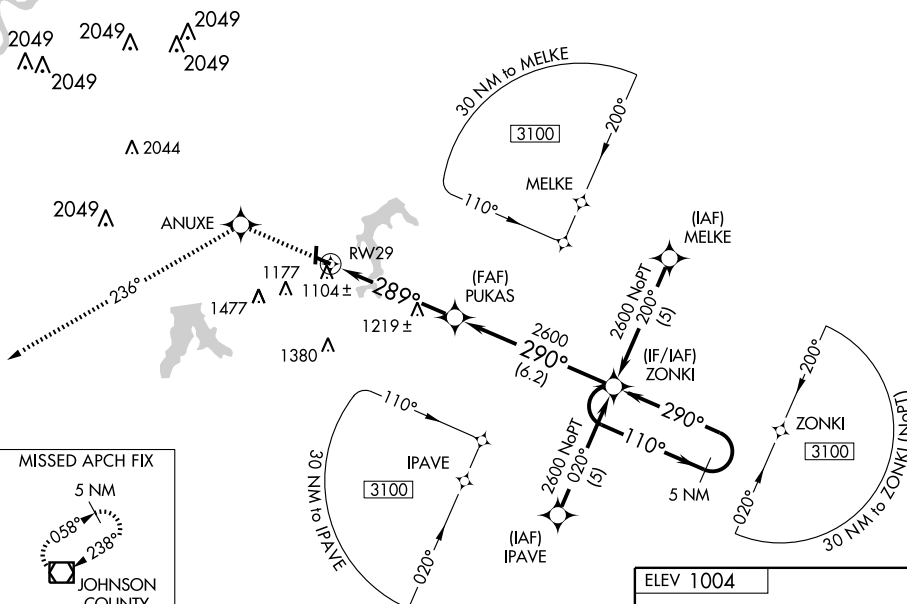 2049
2049
2049
2049
2049
2044
2049
ANUXE
236°
RW29
1177
1104 ±
1477
1380
1219 ±
289°
(FAF)
PUKAS
2600
290°
(6.2)
30 NM to MELKE
3100
200°
MELKE
110°
(IAF)
MELKE
2600 NoPT
200°
(5)
(IF/IAF)
ZONKI
290°
110°
5 NM
2600 NoPT
020°
(5)
(IAF)
IPAVE
200°
ZONKI
3100
020°
30 NM to ZONKI (NoPT)
110°
IPAVE
3100
020°
30 NM to IPAVE
MISSED APCH FIX
5 NM
058°
238°
JOHNSON
COUNTY
ELEV 1004